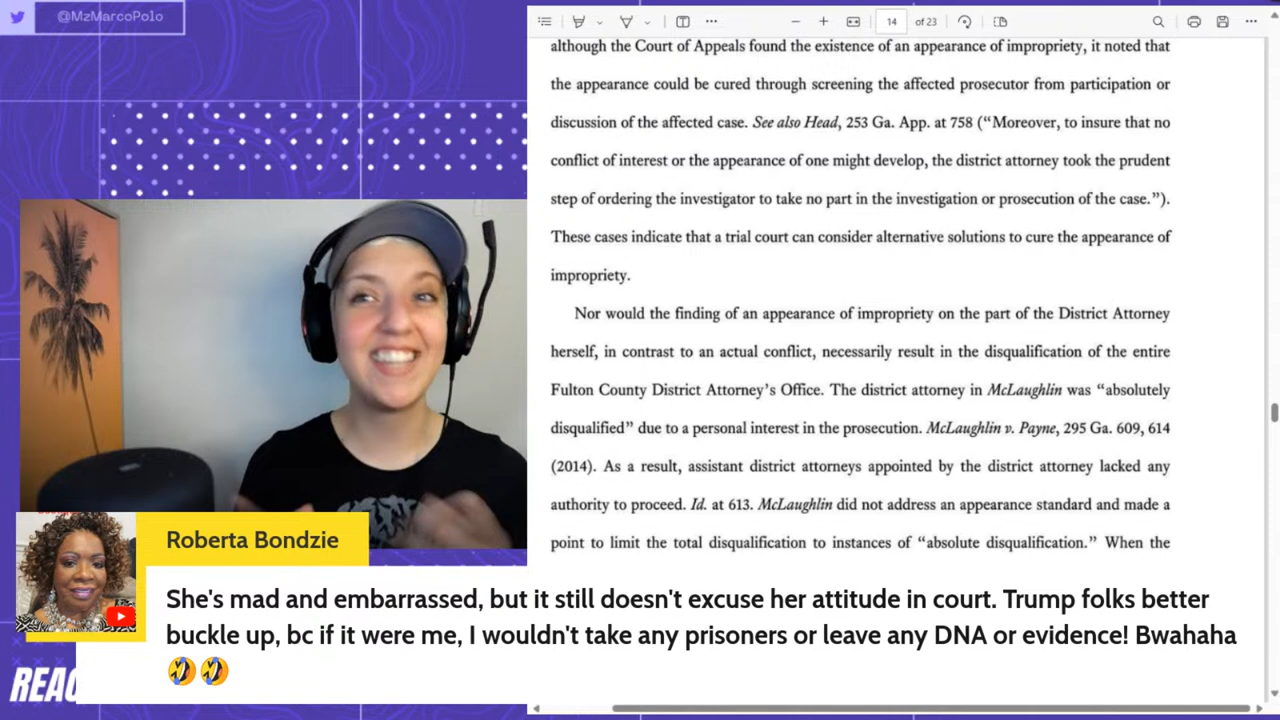 @MzMarcoPolo
14
of 23
although the Court of Appeals found the existence of an appearance of impropriety, it noted that
the appearance could be cured through screening the affected prosecutor from participation or
discussion of the affected case. See also Head, 253 Ga. App. at 758 (“Moreover, to insure that no
conflict of interest or the appearance of one might develop, the district attorney took the prudent
step of ordering the investigator to take no part in the investigation or prosecution of the case.”).
These cases indicate that a trial court can consider alternative solutions to cure the appearance of
impropriety.
Nor would the finding of an appearance of impropriety on the part of the District Attorney
herself, in contrast to an actual conflict, necessarily result in the disqualification of the entire
Fulton County District Attorney’s Office. The district attorney in McLaughlin was “absolutely
disqualified” due to a personal interest in the prosecution. McLaughlin v. Payne, 295 Ga. 609, 614
(2014). As a result, assistant district attorneys appointed by the district attorney lacked any
authority to proceed. Id. at 613. McLaughlin did not address an appearance standard and made a
point to limit the total disqualification to instances of “absolute disqualification.” When the
Roberta Bondzie
She's mad and embarrassed, but it still doesn't excuse her attitude in court. Trump folks better
buckle up, bc if it were me, I wouldn't take any prisoners or leave any DNA or evidence! Bwahaha
🤣🤣